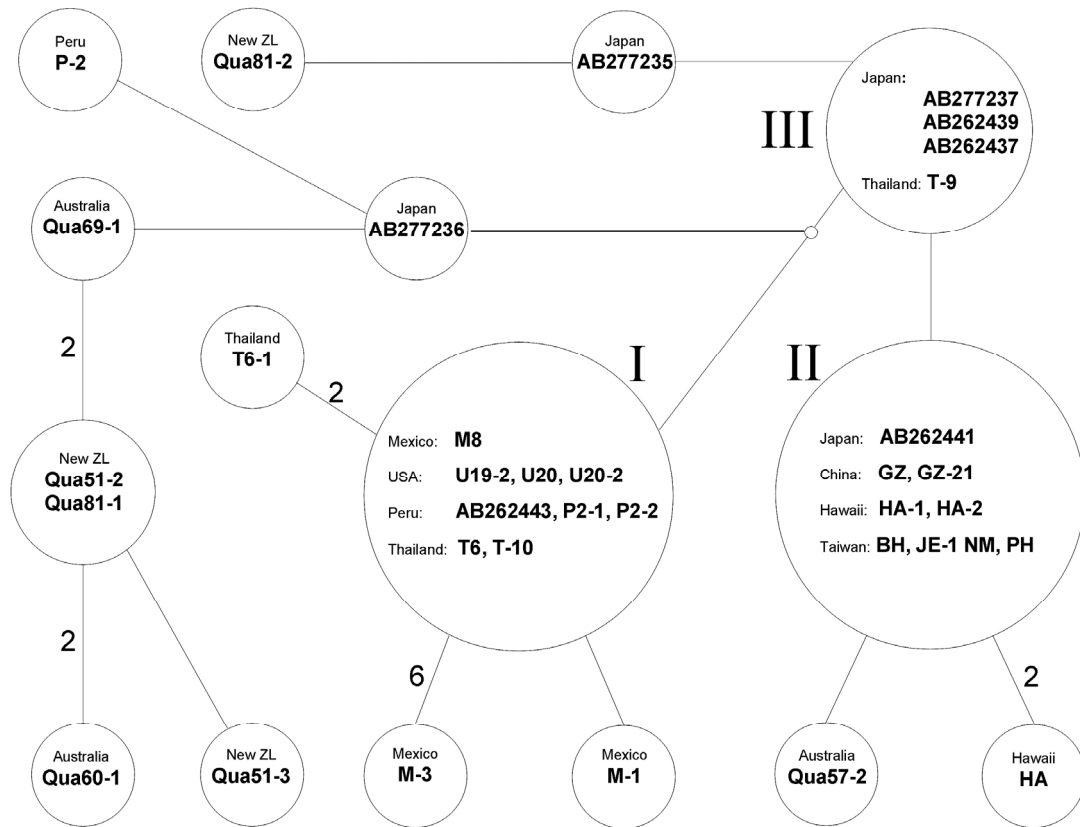 Peru
P-2
New ZL
Qua81-2
Japan
AB277235
Japan:
AB277237
AB262439
AB262437
Thailand: T-9
III
Australia
Qua69-1
Japan
AB277236
2
Thailand
T6-1
2
I
II
Mexico: M8
USA: U19-2, U20, U20-2
Peru: AB262443, P2-1, P2-2
Thailand: T6, T-10
Japan: AB262441
China: GZ, GZ-21
Hawaii: HA-1, HA-2
Taiwan: BH, JE-1 NM, PH
New ZL
Qua51-2
Qua81-1
2
6
2
Australia
Qua60-1
New ZL
Qua51-3
Mexico
M-3
Mexico
M-1
Australia
Qua57-2
Hawaii
HA